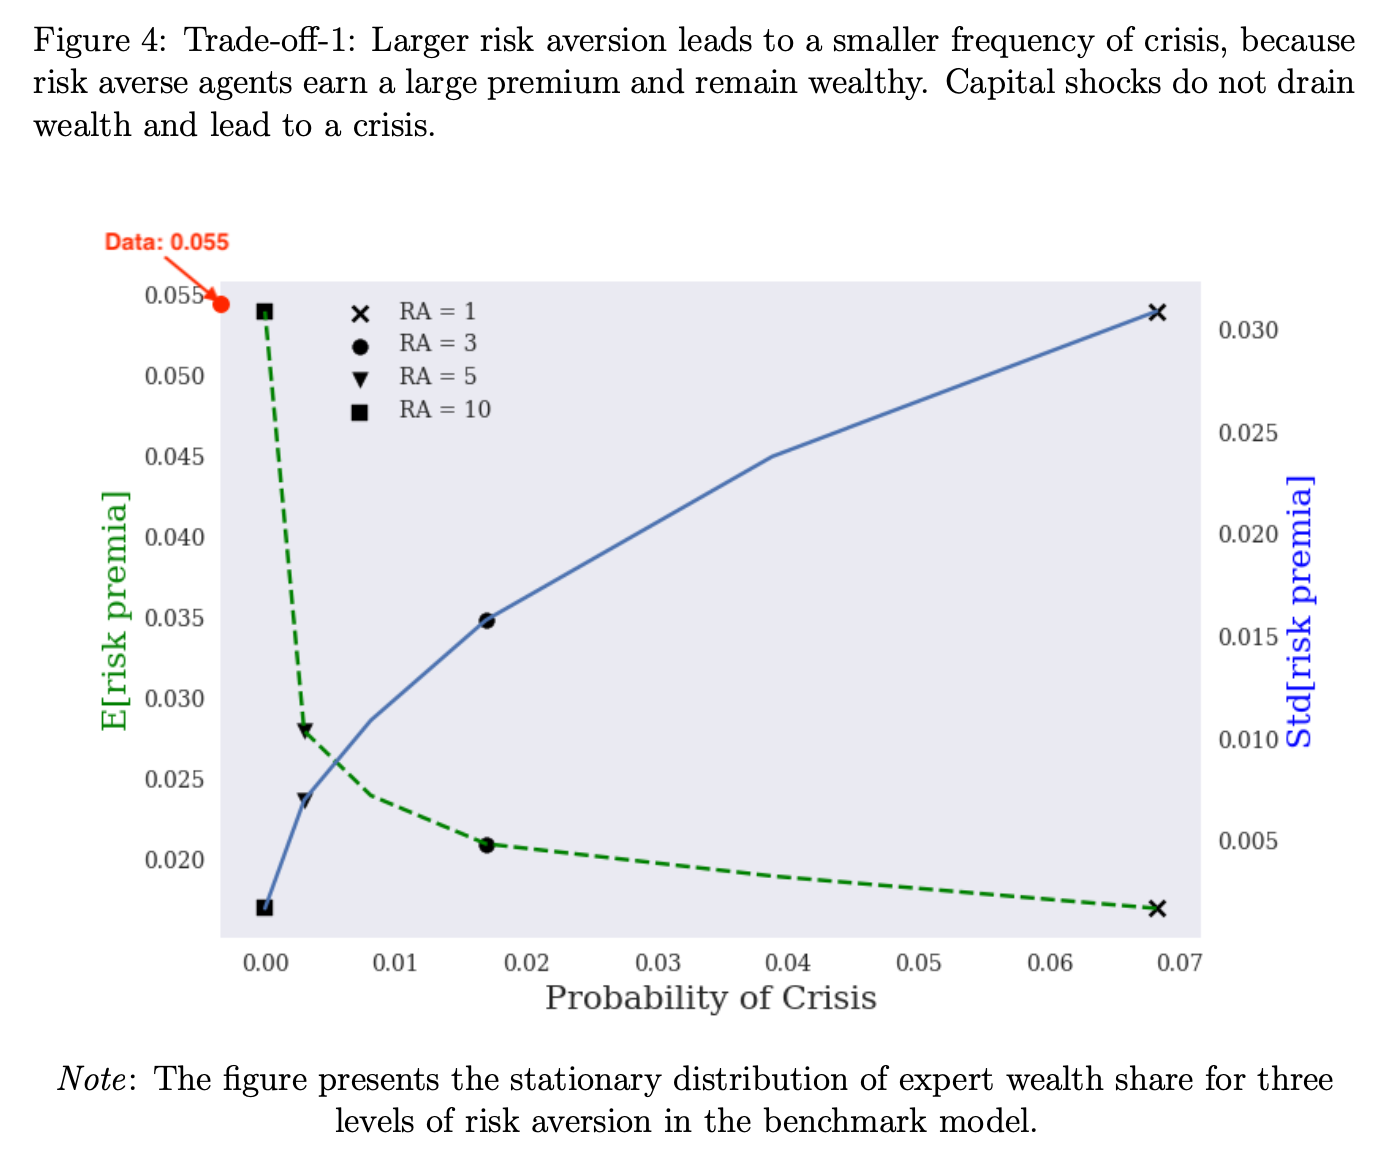 Figure 4: Trade-off-1: Larger risk aversion leads to a smaller frequency of crisis, because
risk averse agents earn a large premium and remain wealthy. Capital shocks do not drain
wealth and lead to a crisis.
Data: 0.055
0.055
0.050
0.045
0.040
0.035
0.030
0.025
0.020
E[risk premia]
RA = 1
RA = 3
RA = 5
RA = 10
0.030
0.025
0.020
0.015
0.010
0.005
Std[risk premia]
0.00 0.01 0.02 0.03 0.04 0.05 0.06 0.07
Probability of Crisis
Note: The figure presents the stationary distribution of expert wealth share for three
levels of risk aversion in the benchmark model.